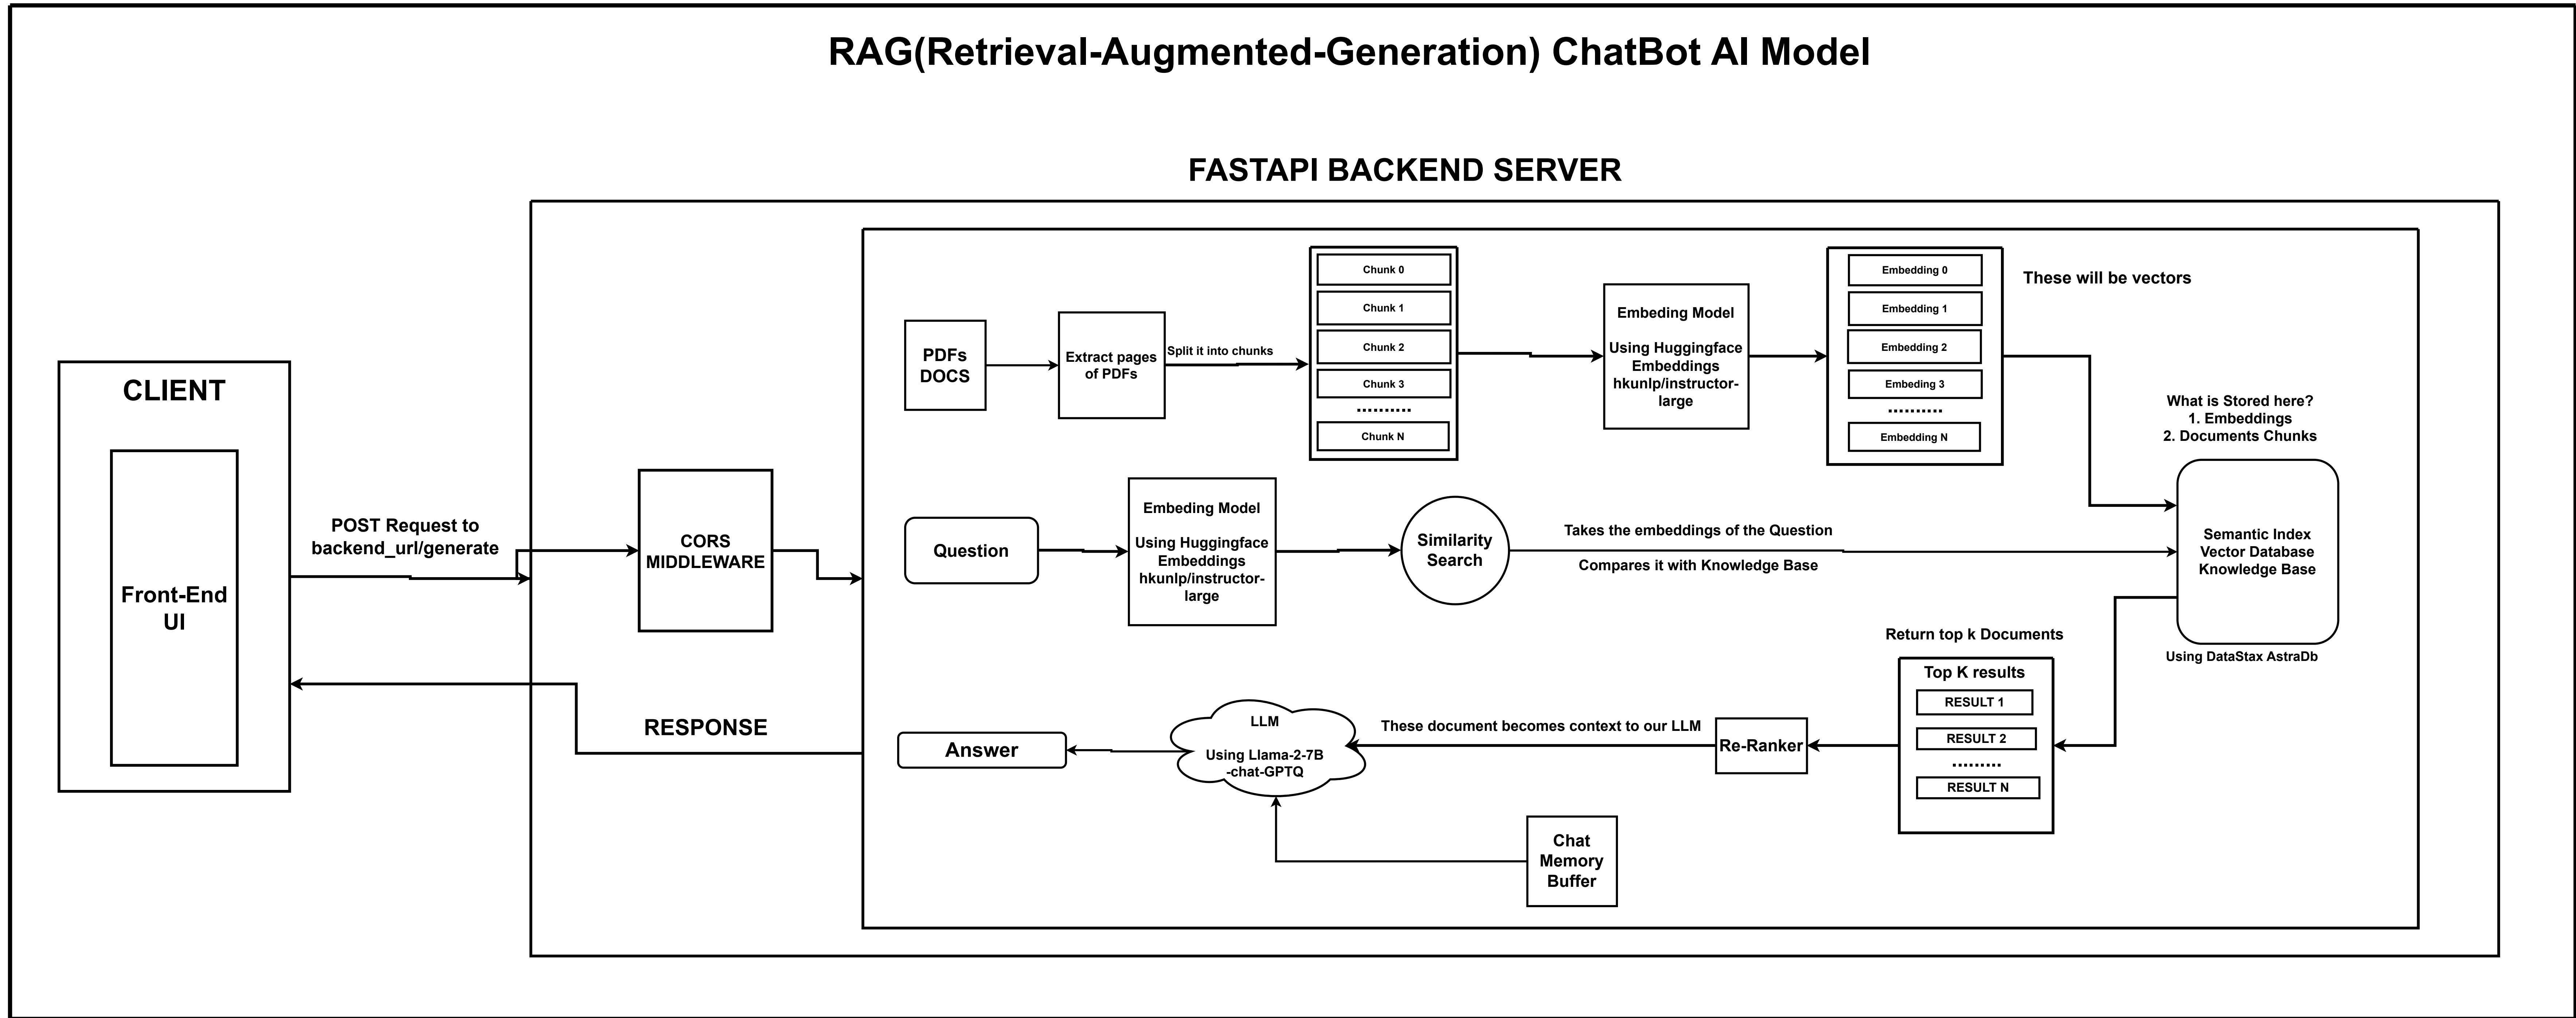 RAG(Retrieval-Augmented-Generation) ChatBot AI Model
FASTAPI BACKEND SERVER
CLIENT
Front-End
UI
POST Request to
backend_url/generate
CORS
MIDDLEWARE
RESPONSE
PDFs
DOCS
Extract pages
of PDFs
Split it into chunks
Chunk 0
Chunk 1
Chunk 2
Chunk 3
..........
Chunk N
Embeding Model
Using Huggingface
Embeddings
hkunlp/instructor-
large
Embedding 0
Embedding 1
Embedding 2
Embeding 3
..........
Embedding N
These will be vectors
What is Stored here?
1. Embeddings
2. Documents Chunks
Question
Embeding Model
Using Huggingface
Embeddings
hkunlp/instructor-
large
Similarity
Search
Takes the embeddings of the Question
Compares it with Knowledge Base
Semantic Index
Vector Database
Knowledge Base
Using DataStax AstraDb
Return top k Documents
Top K results
RESULT 1
RESULT 2
.........
RESULT N
Re-Ranker
These document becomes context to our LLM
LLM
Using Llama-2-7B
-chat-GPTQ
Answer
Chat
Memory
Buffer